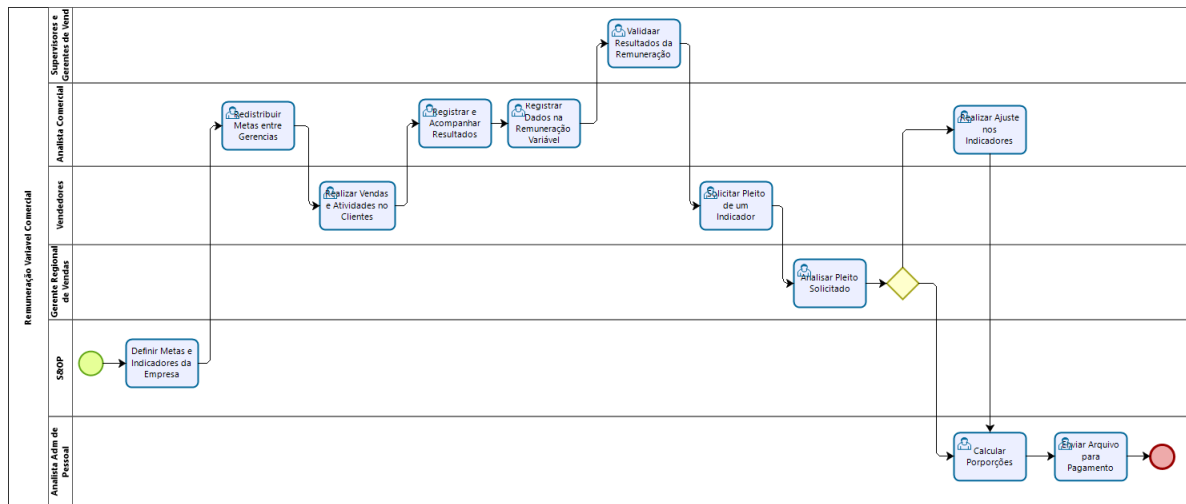 Remuneração Variavel Comercial
Supervisores e
Gerentes de Vend
Validaar
Resultados da
Remuneração
Analista Comercial
Redistribuir
Metas entre
Gerencias
Registrar e
Acompanhar
Resultados
Registrar
Dados na
Remuneração
Variável
Realizar Ajuste
nos
Indicadores
Vendedores
Realizar Vendas
e Atividades no
Clientes
Solicitar Pleito
de um
Indicador
Gerente Regional
de Vendas
Analisar Pleito
Solicitado
S&OP
Definir Metas e
Indicadores da
Empresa
Analista Adm de
Pessoal
Calcular
Porporções
Enviar Arquivo
para
Pagamento